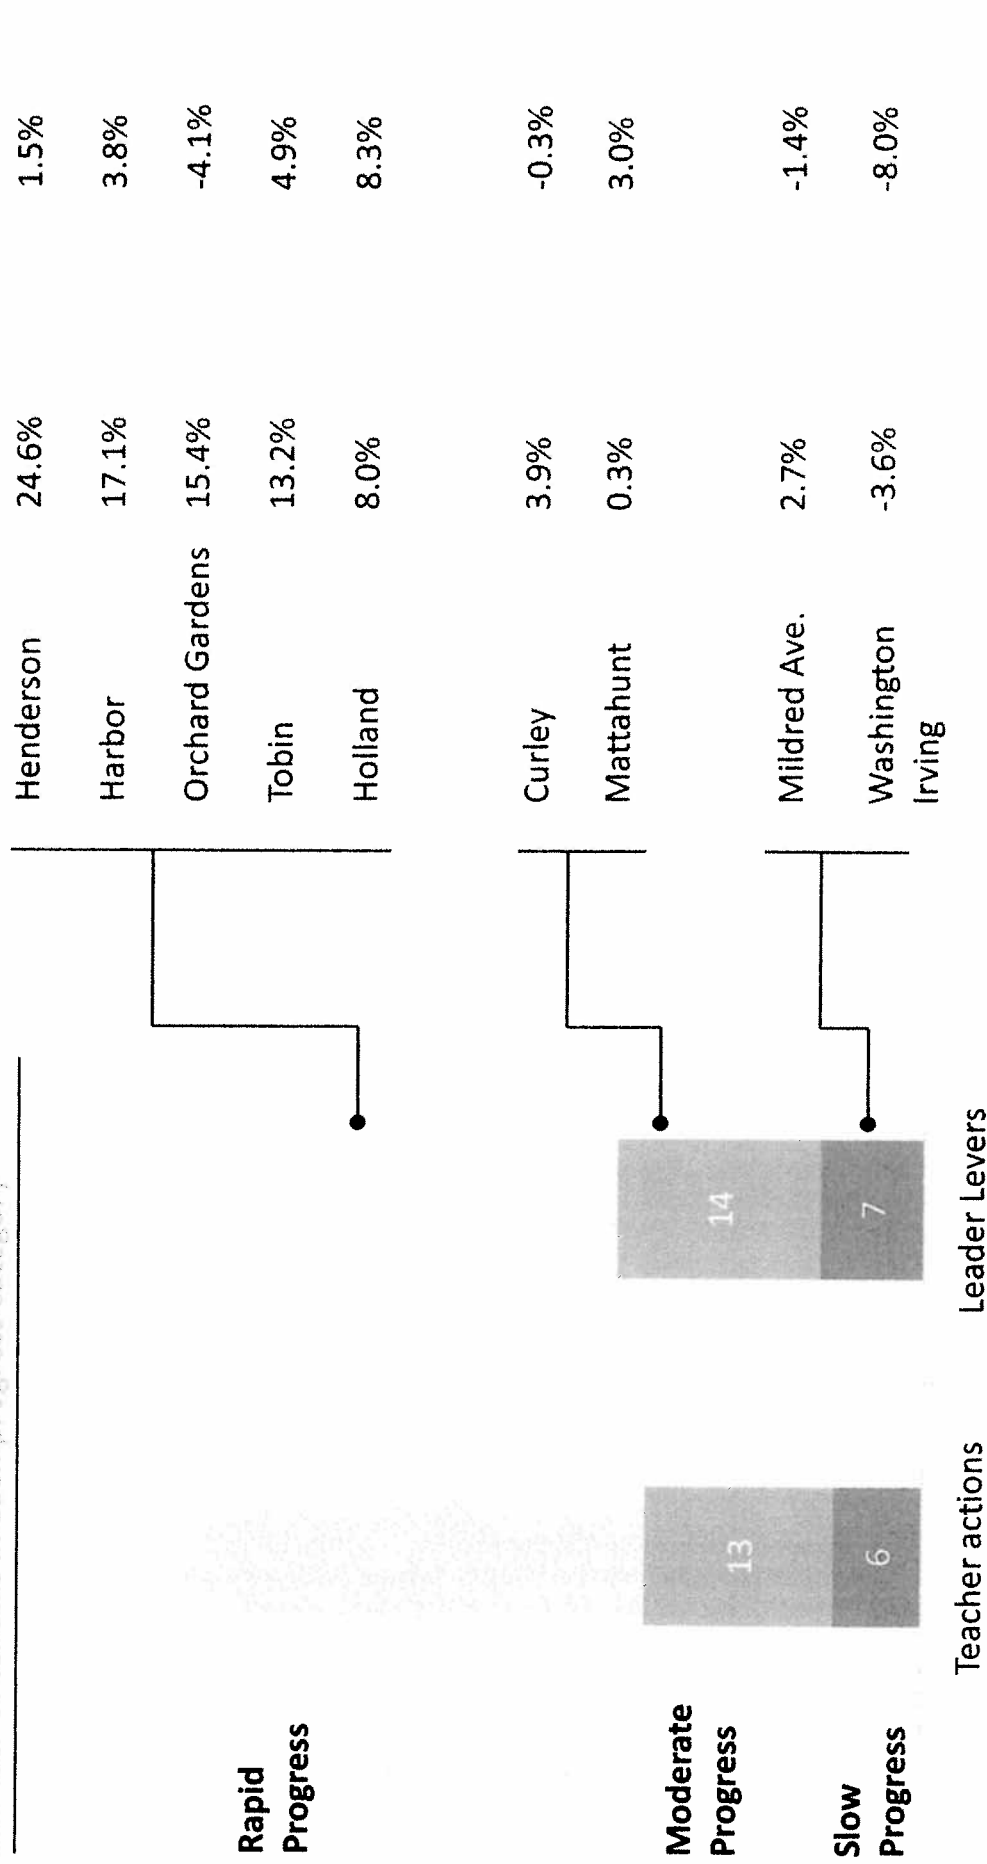 Henderson 24.6% 1.5%
Harbor 17.1% 3.8%
Rapid
Progress
Orchard Gardens 15.4% -4.1%
Tobin 13.2% 4.9%
Holland 8.0% 8.3%
Curley 3.9% -0.3%
Mattahunt 0.3% 3.0%
Moderate
Progress
13 14
Mildred Ave. 2.7% -1.4%
Slow
Progress
6 7
Washington -3.6% -8.0%
Irving
Teacher actions Leader Levers